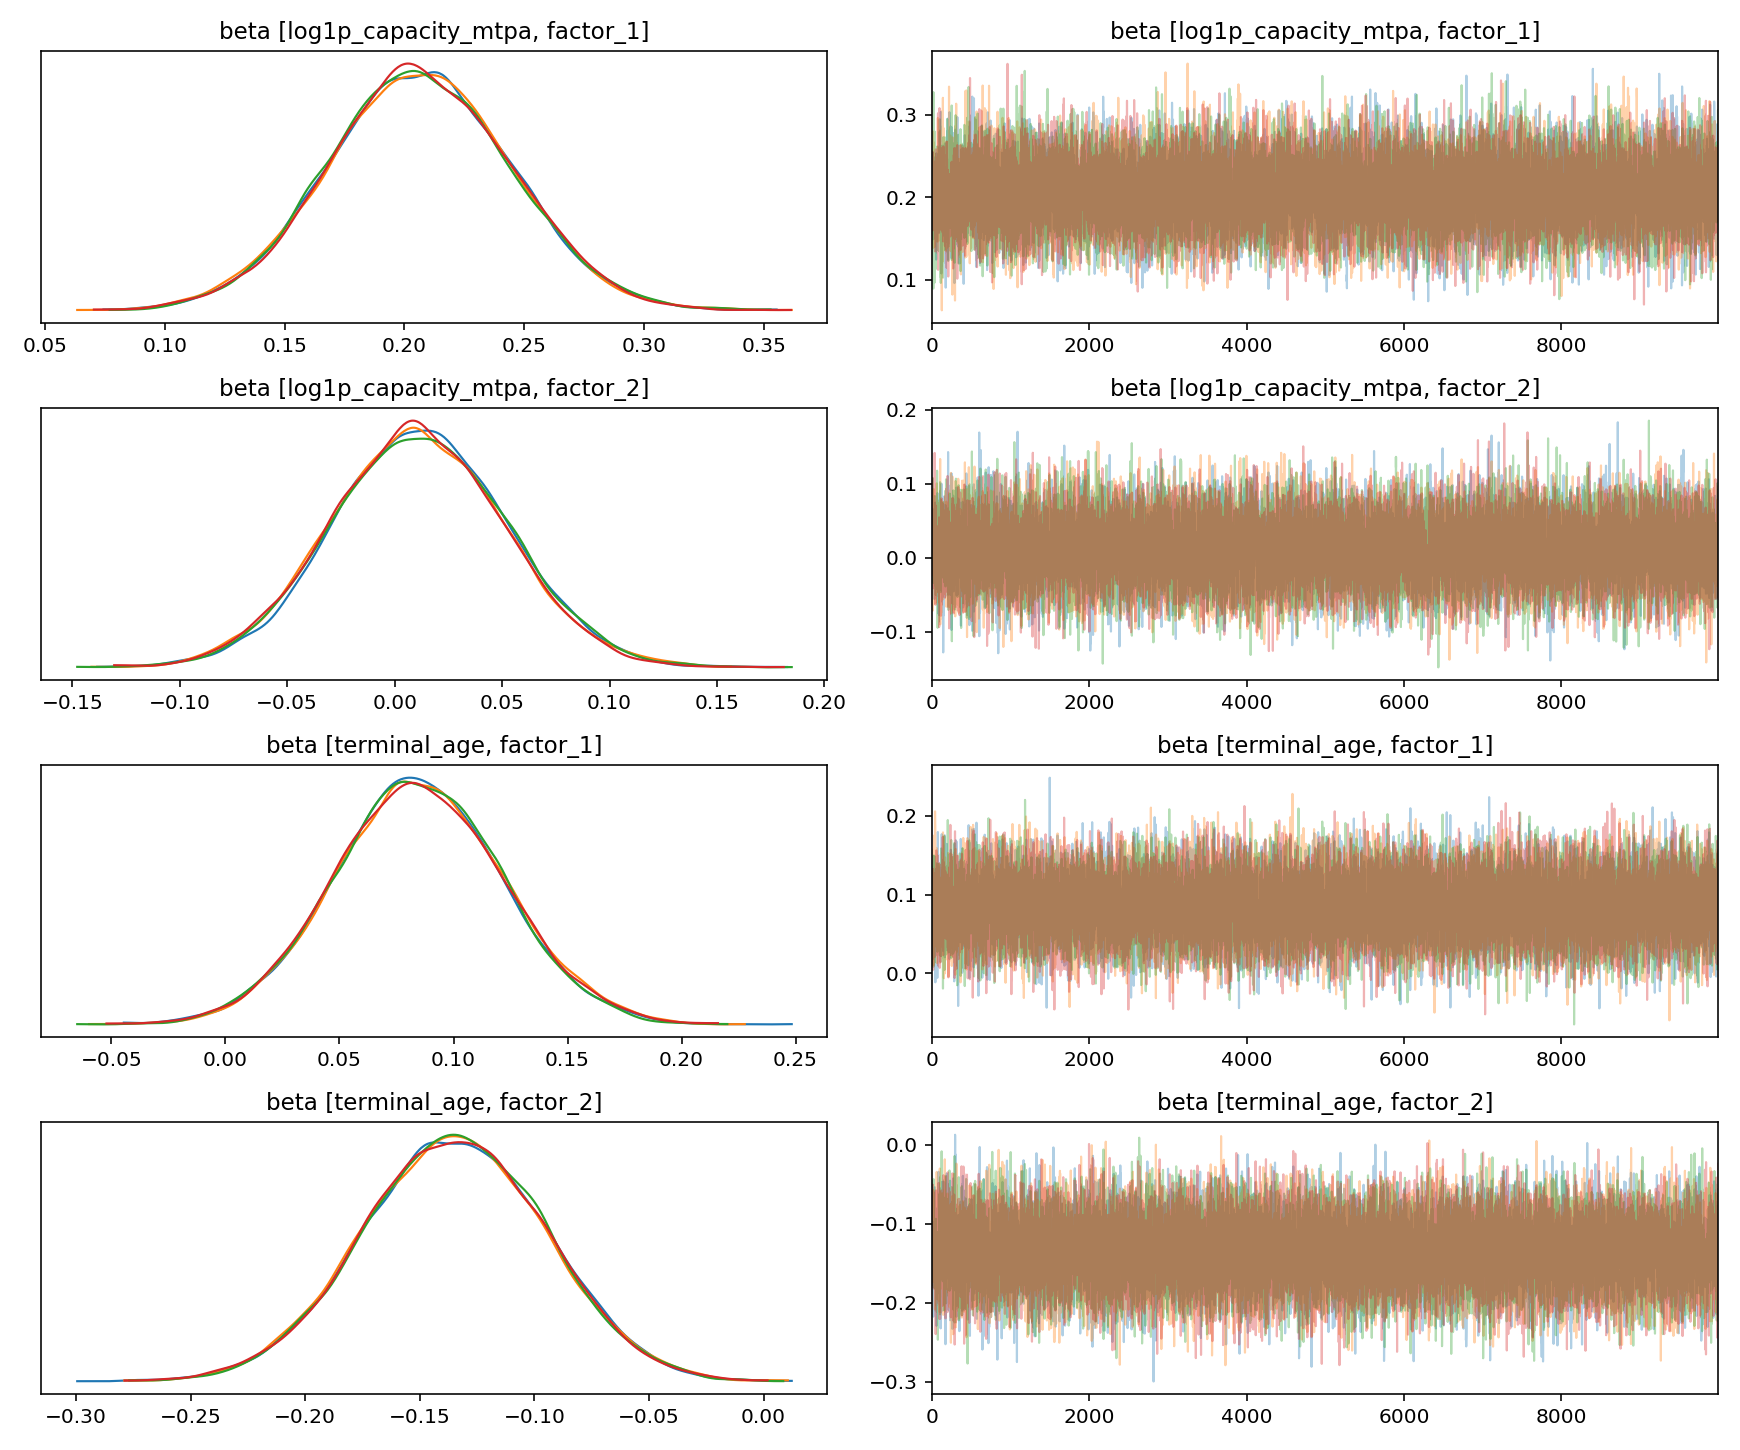 beta [log1p_capacity_mtpa, factor_1]
0.05 0.10 0.15 0.20 0.25 0.30 0.35
beta [log1p_capacity_mtpa, factor_1]
0.3
0.2
0.1
0 2000 4000 6000 8000
beta [log1p_capacity_mtpa, factor_2]
−0.15 −0.10 −0.05 0.00 0.05 0.10 0.15 0.20
beta [log1p_capacity_mtpa, factor_2]
0.2
0.1
0.0
−0.1
0 2000 4000 6000 8000
beta [terminal_age, factor_1]
−0.05 0.00 0.05 0.10 0.15 0.20 0.25
beta [terminal_age, factor_1]
0.2
0.1
0.0
0 2000 4000 6000 8000
beta [terminal_age, factor_2]
−0.30 −0.25 −0.20 −0.15 −0.10 −0.05 0.00
beta [terminal_age, factor_2]
0.0
−0.1
−0.2
−0.3
0 2000 4000 6000 8000